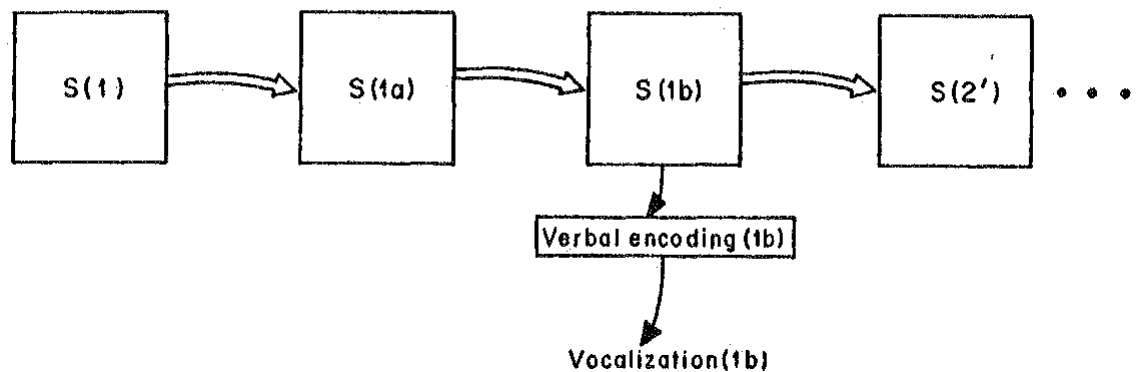 S(1)
S(1a)
S(1b)
S(2')
• • •
Verbal encoding(1b)
Vocalization(1b)